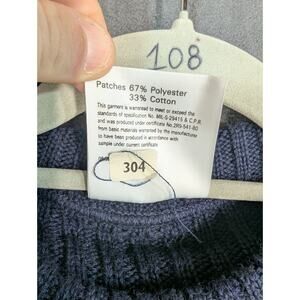 108
Patches 67% Polyester
33% Cotton
This garment is warranted to meet or exceed the
standards of specification No. MIL-S-29415 & C.P.R
and was produced under certificate No. 2RS-541-80
from basic materials warranted by the manufacturer
to have been produced in accordance with
sample under current certificate
304